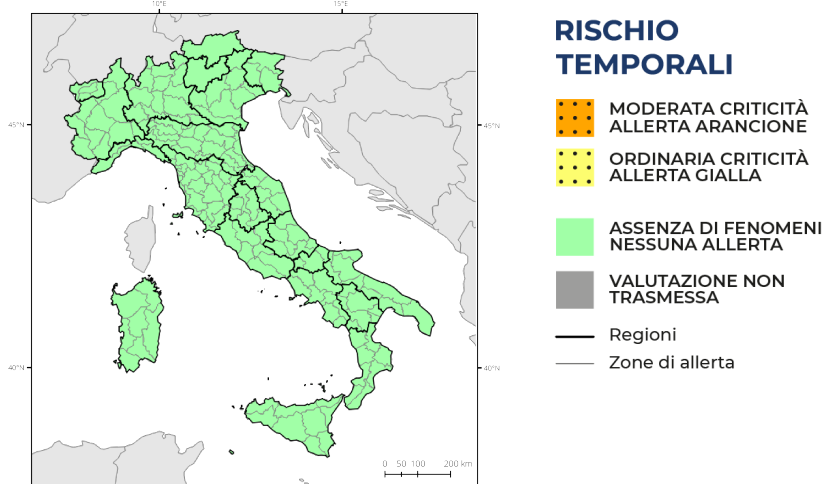 10°E
15°E
45°N
45°N
40°N
40°N
0 50 100 200 km
RISCHIO
TEMPORALI
MODERATA CRITICITÀ
ALLERTA ARANCIONE
ORDINARIA CRITICITÀ
ALLERTA GIALLA
ASSENZA DI FENOMENI
NESSUNA ALLERTA
VALUTAZIONE NON
TRASMESSA
Regioni
Zone di allerta